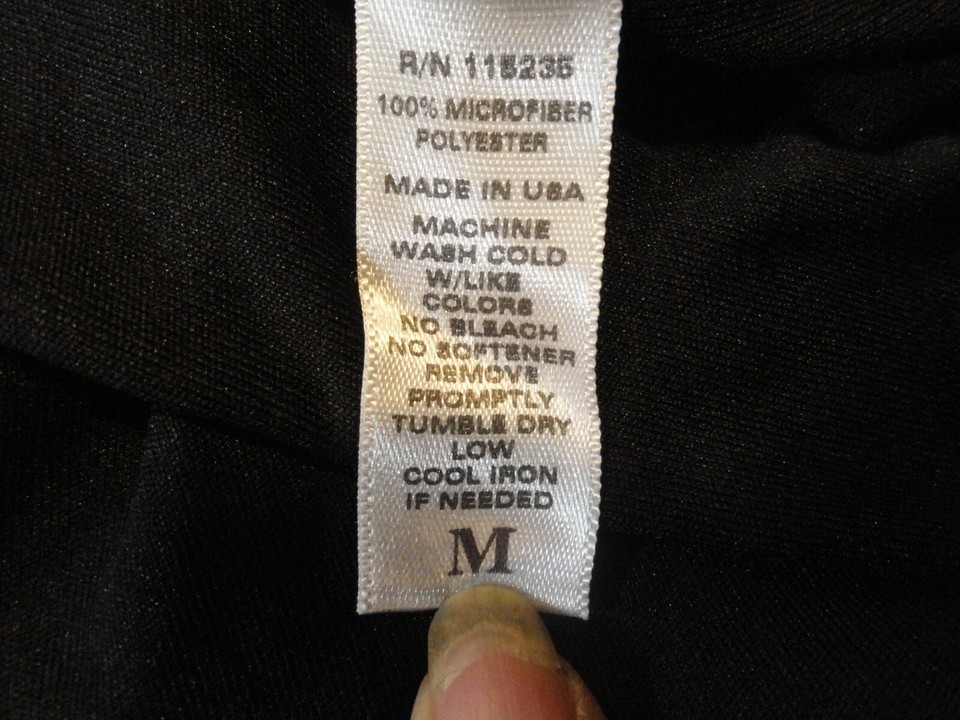 R/N 115235
100% MICROFIBER
POLYESTER
MADE IN USA
MACHINE
WASH COLD
W/LIKE
COLORS
NO BLEACH
NO SOFTENER
REMOVE
PROMPTLY
TUMBLE DRY
LOW
COOL IRON
IF NEEDED
M